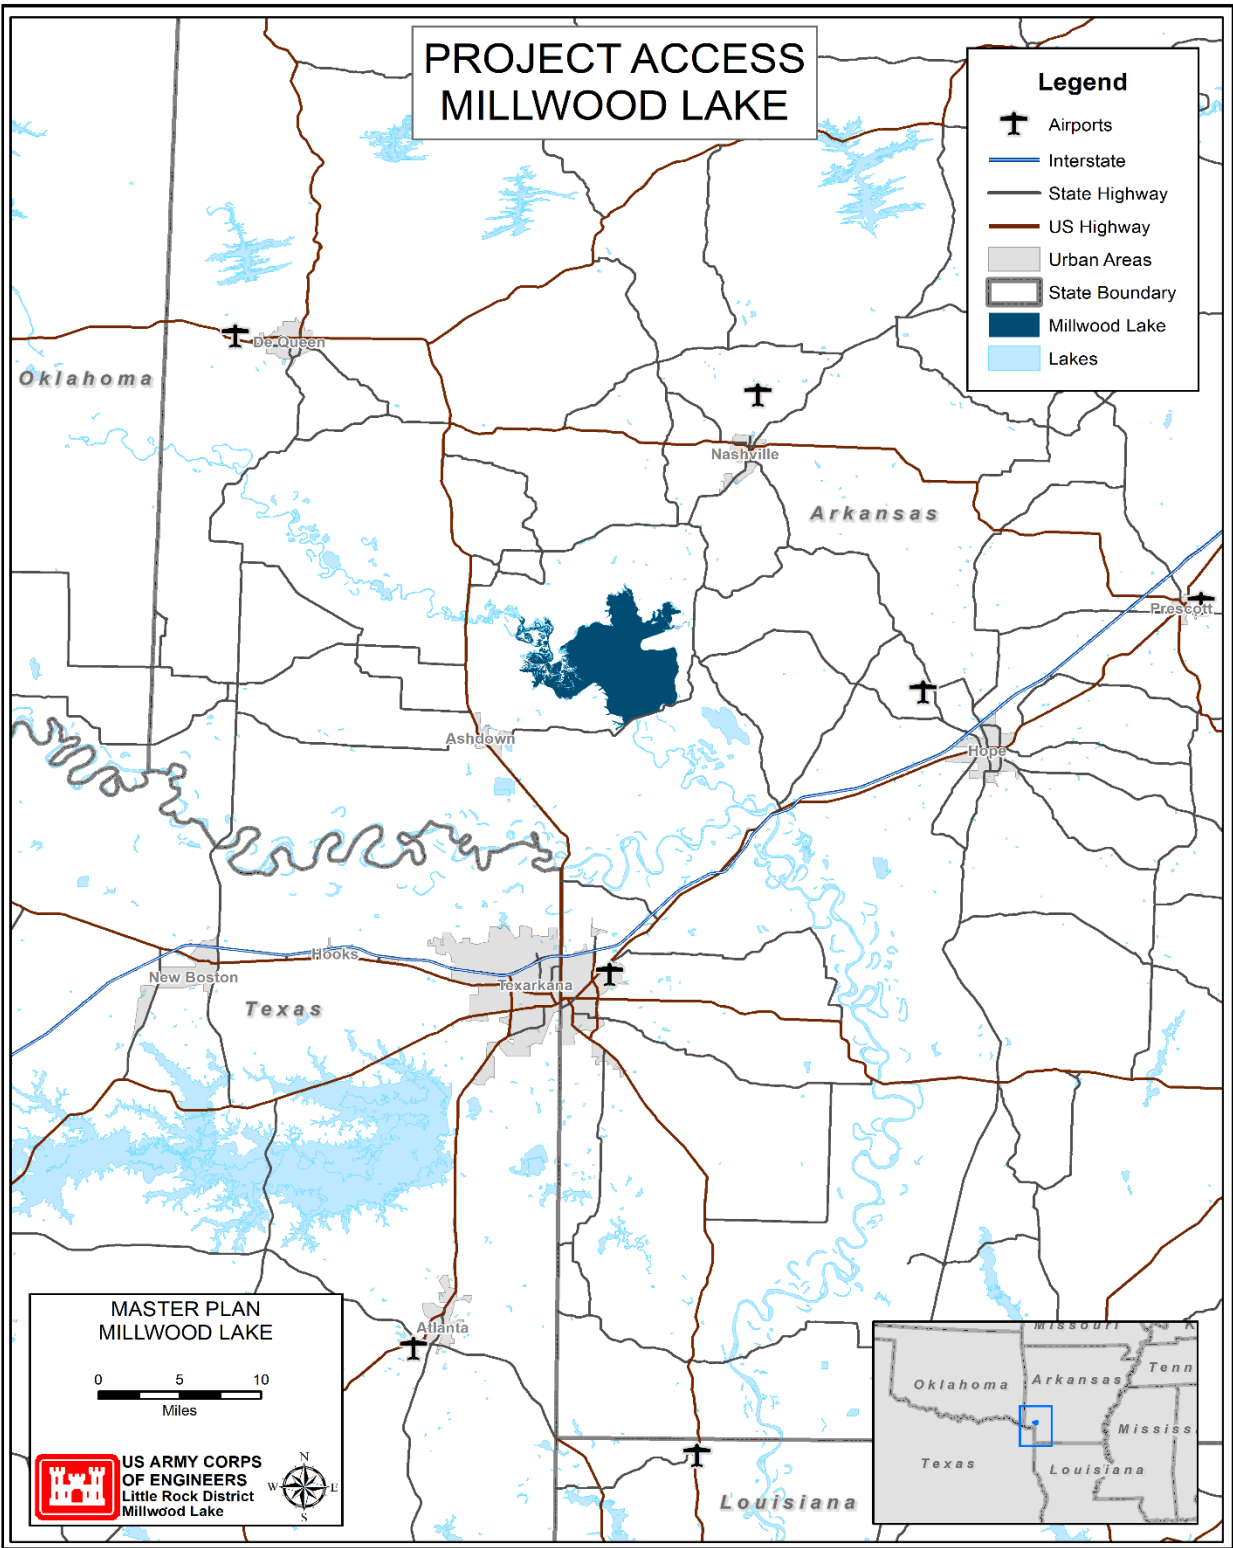 PROJECT ACCESS
MILLWOOD LAKE
Legend
Airports
Interstate
State Highway
US Highway
Urban Areas
State Boundary
Millwood Lake
Lakes
De Queen
Oklahoma
Nashville
Arkansas
Prescott
Ashdown
Hope
Hooks
New Boston
Texarkana
Texas
Atlanta
Louisiana
MASTER PLAN
MILLWOOD LAKE
0 5 10
Miles
US ARMY CORPS
OF ENGINEERS
Little Rock District
Millwood Lake
N
W E
S
Missouri K
Tenn
Oklahoma Arkansas
Mississ
Texas Louisiana